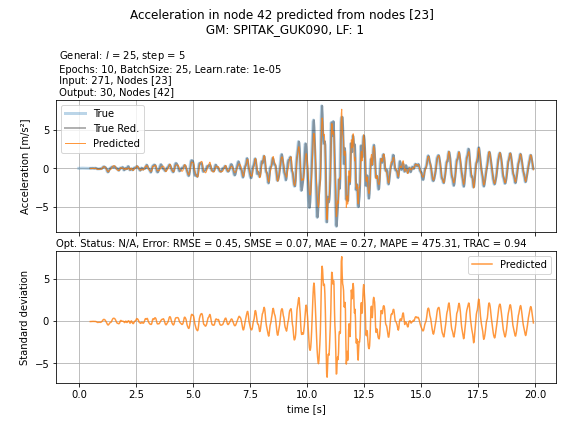 Acceleration in node 42 predicted from nodes [23]
GM: SPITAK_GUK090, LF: 1
General: l = 25, step = 5
Epochs: 10, BatchSize: 25, Learn.rate: 1e-05
Input: 271, Nodes [23]
Output: 30, Nodes [42]
True
True Red.
Predicted
Acceleration [m/s²]
5
0
−5
Opt. Status: N/A, Error: RMSE = 0.45, SMSE = 0.07, MAE = 0.27, MAPE = 475.31, TRAC = 0.94
Predicted
Standard deviation
5
0
−5
0.0 2.5 5.0 7.5 10.0 12.5 15.0 17.5 20.0
time [s]